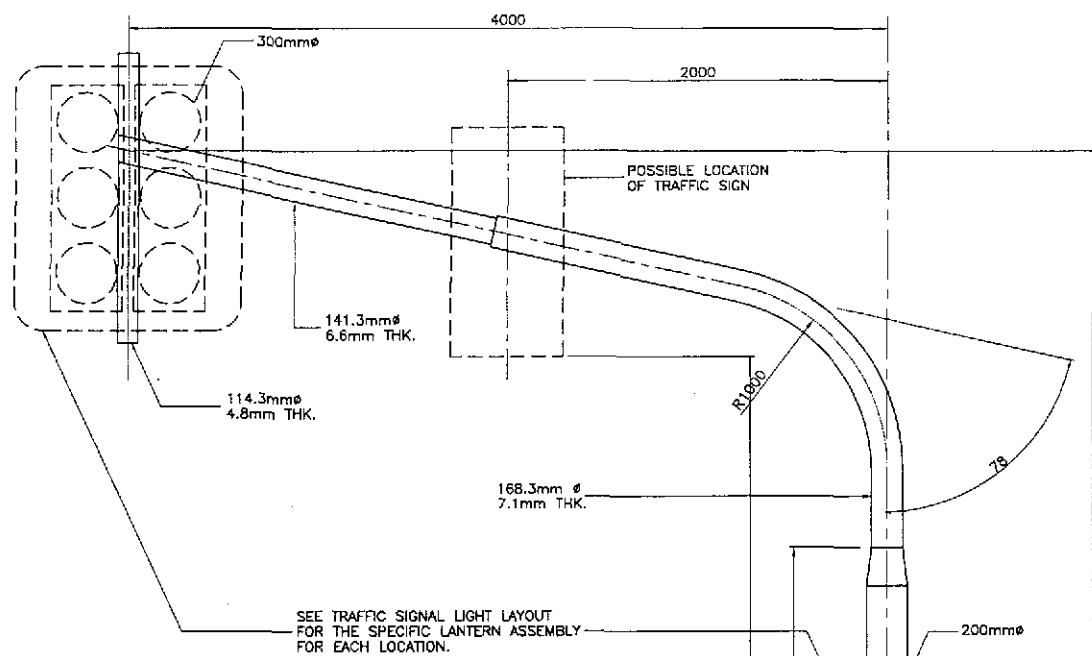 4000
300mmø
2000
POSSIBLE LOCATION
OF TRAFFIC SIGN
141.3mmø
6.6mm THK.
114.3mmø
4.8mm THK.
R1000
78
168.3mm ø
7.1mm THK.
SEE TRAFFIC SIGNAL LIGHT LAYOUT
FOR THE SPECIFIC LANTERN ASSEMBLY
FOR EACH LOCATION.
200mmø